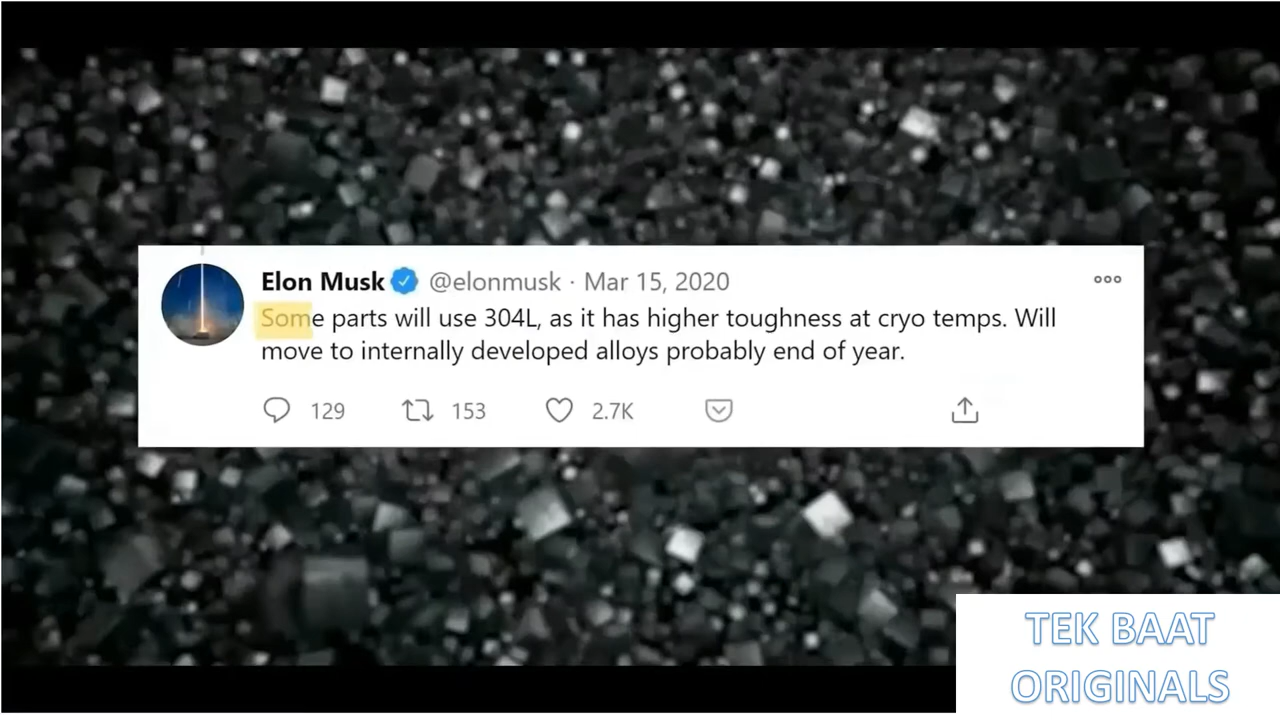 Elon Musk @elonmusk · Mar 15, 2020
Some parts will use 304L, as it has higher toughness at cryo temps. Will
move to internally developed alloys probably end of year.
129 153 2.7K
TEK BAAT
ORIGINALS